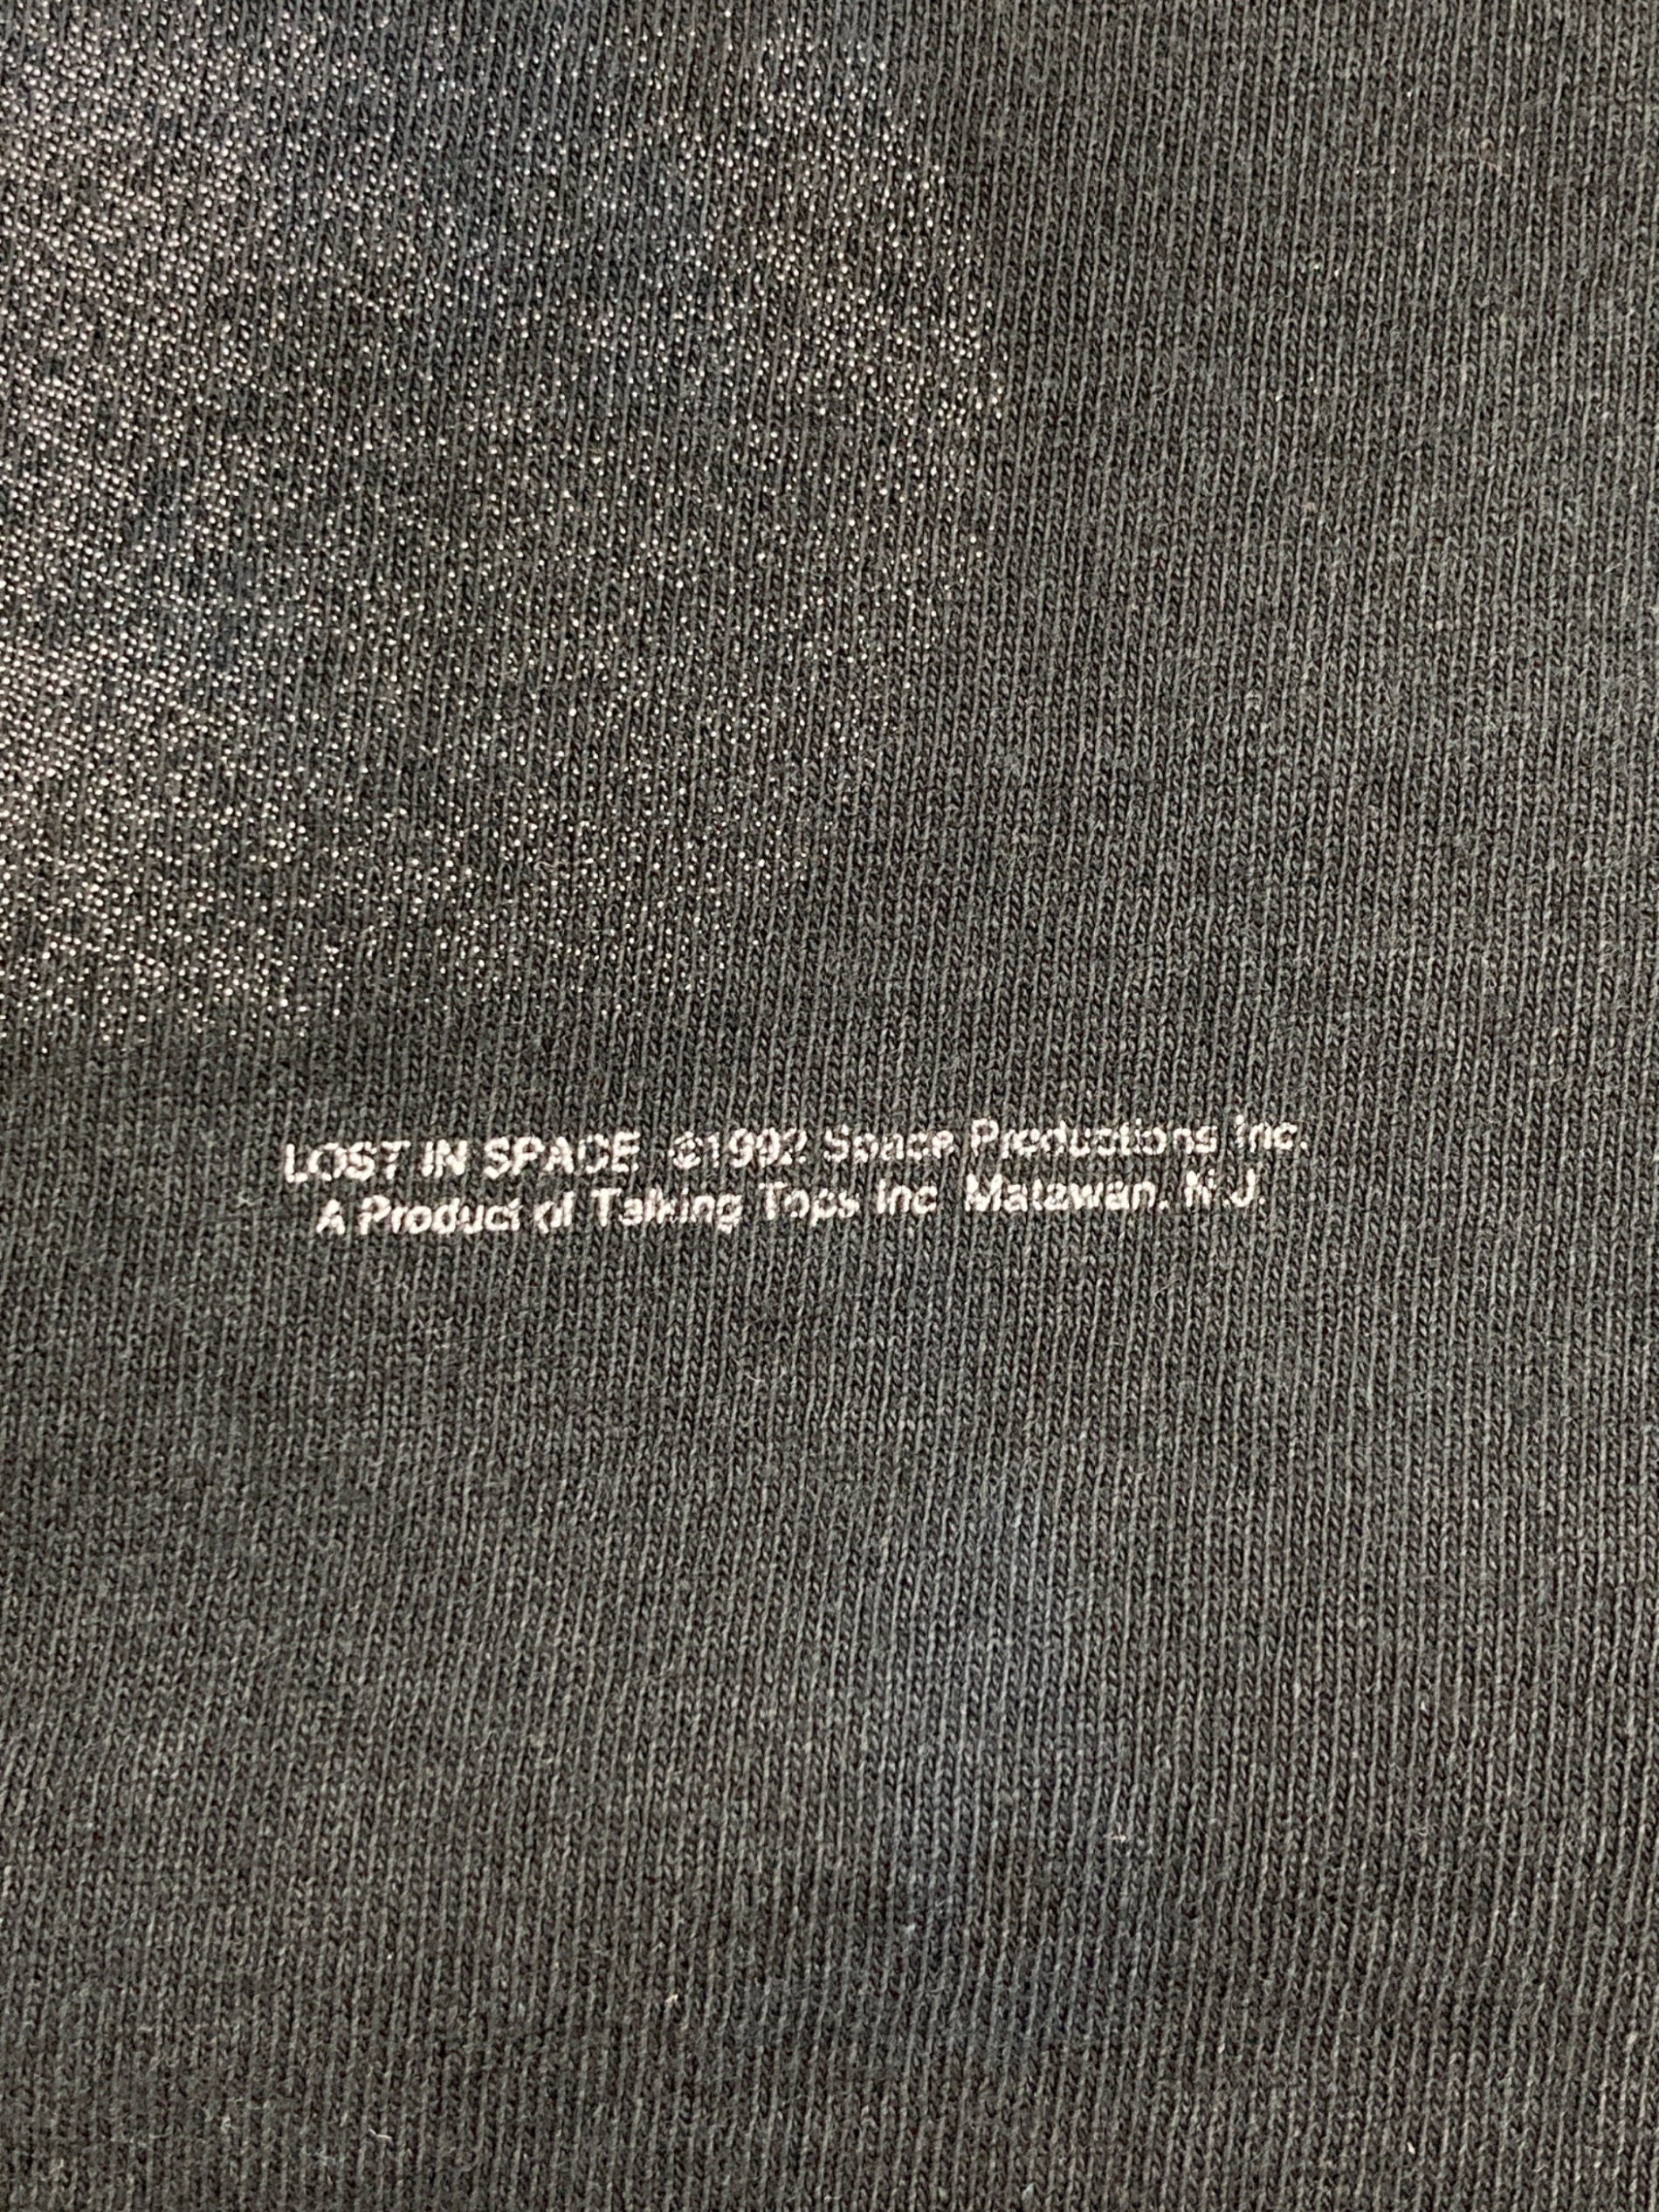 LOST IN SPACE ©1992 Space Productions Inc.
A Product of Talking Tops Inc Matawan, N.J.